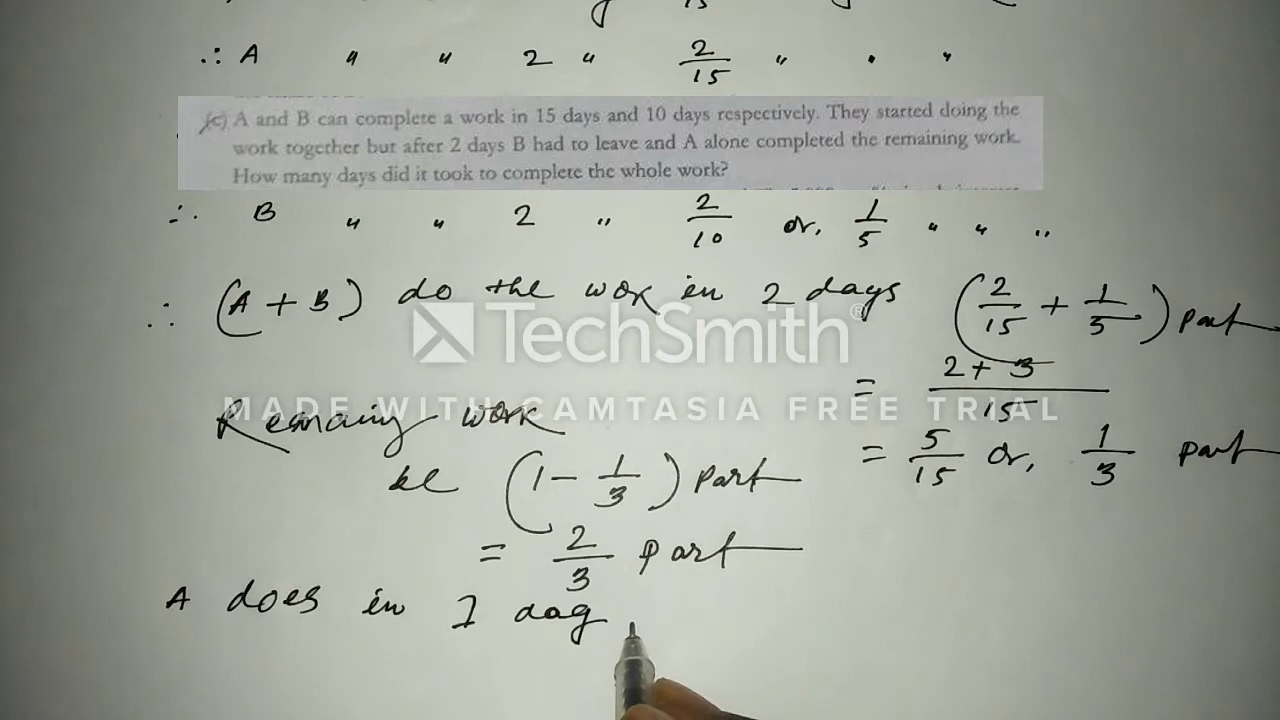 15
∴ A " " 2 " 2/15 " " "
(c) A and B can complete a work in 15 days and 10 days respectively. They started doing the
work together but after 2 days B had to leave and A alone completed the remaining work.
How many days did it took to complete the whole work?
∴ B " " 2 " 2/10 or, 1/5 " " "
∴ (A + B) do the work in 2 days (2/15 + 1/5) part
TechSmith®
= 2 + 3 / 15
MADE WITH CAMTASIA FREE TRIAL
Remaing work
= 5/15 or, 1/3 part
be (1 - 1/3) part
= 2/3 part
A does in 1 day